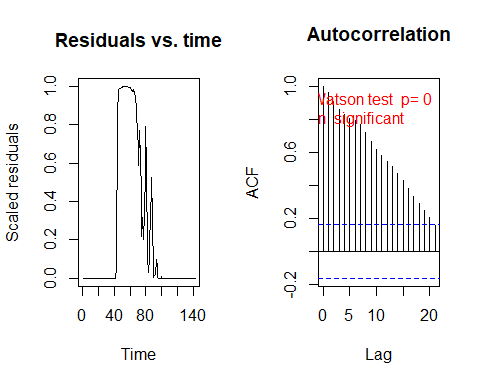 Residuals vs. time
Scaled residuals
1.0
0.8
0.6
0.4
0.2
0.0
0 40 80 140
Time
Autocorrelation
ACF
1.0
0.6
0.2
-0.2
Watson test p= 0
n significant
0 5 10 20
Lag